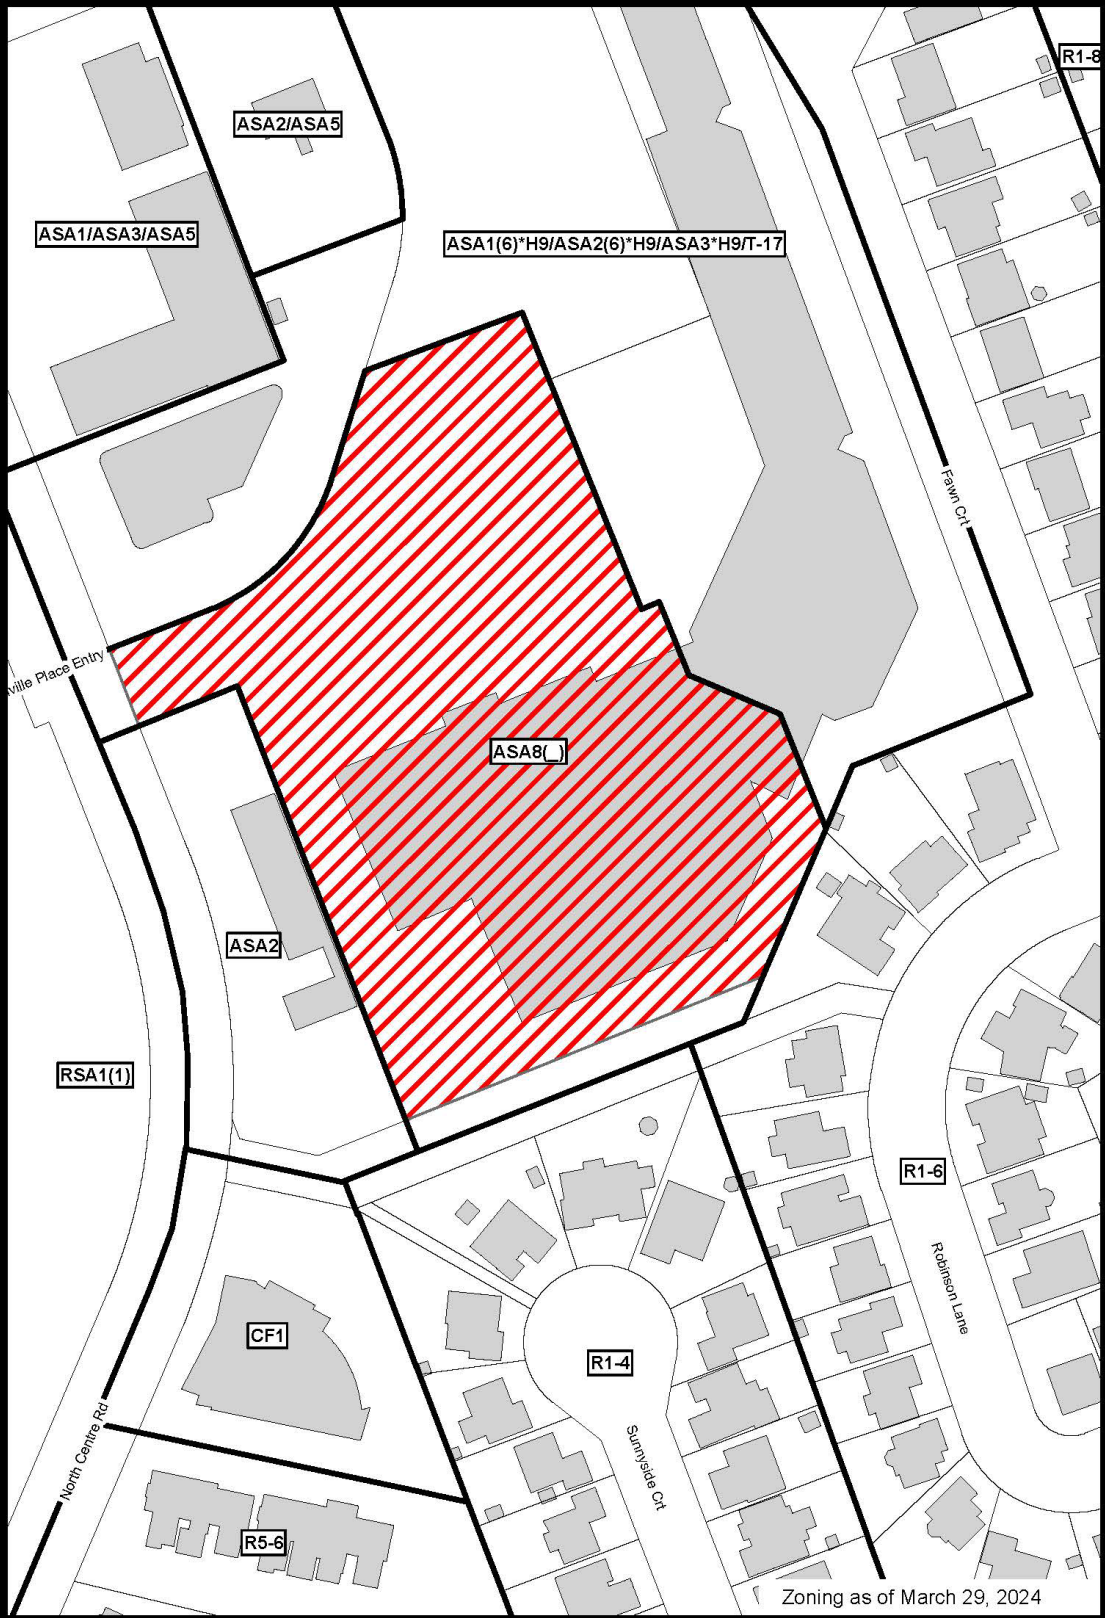 R1-8
ASA2/ASA5
ASA1/ASA3/ASA5
ASA1(6)*H9/ASA2(6)*H9/ASA3*H9/T-17
Fawn Crt
ville Place Entry
ASA8(_)
ASA2
RSA1(1)
R1-6
Robinson Lane
CF1
R1-4
North Centre Rd
Sunnyside Crt
R5-6
Zoning as of March 29, 2024